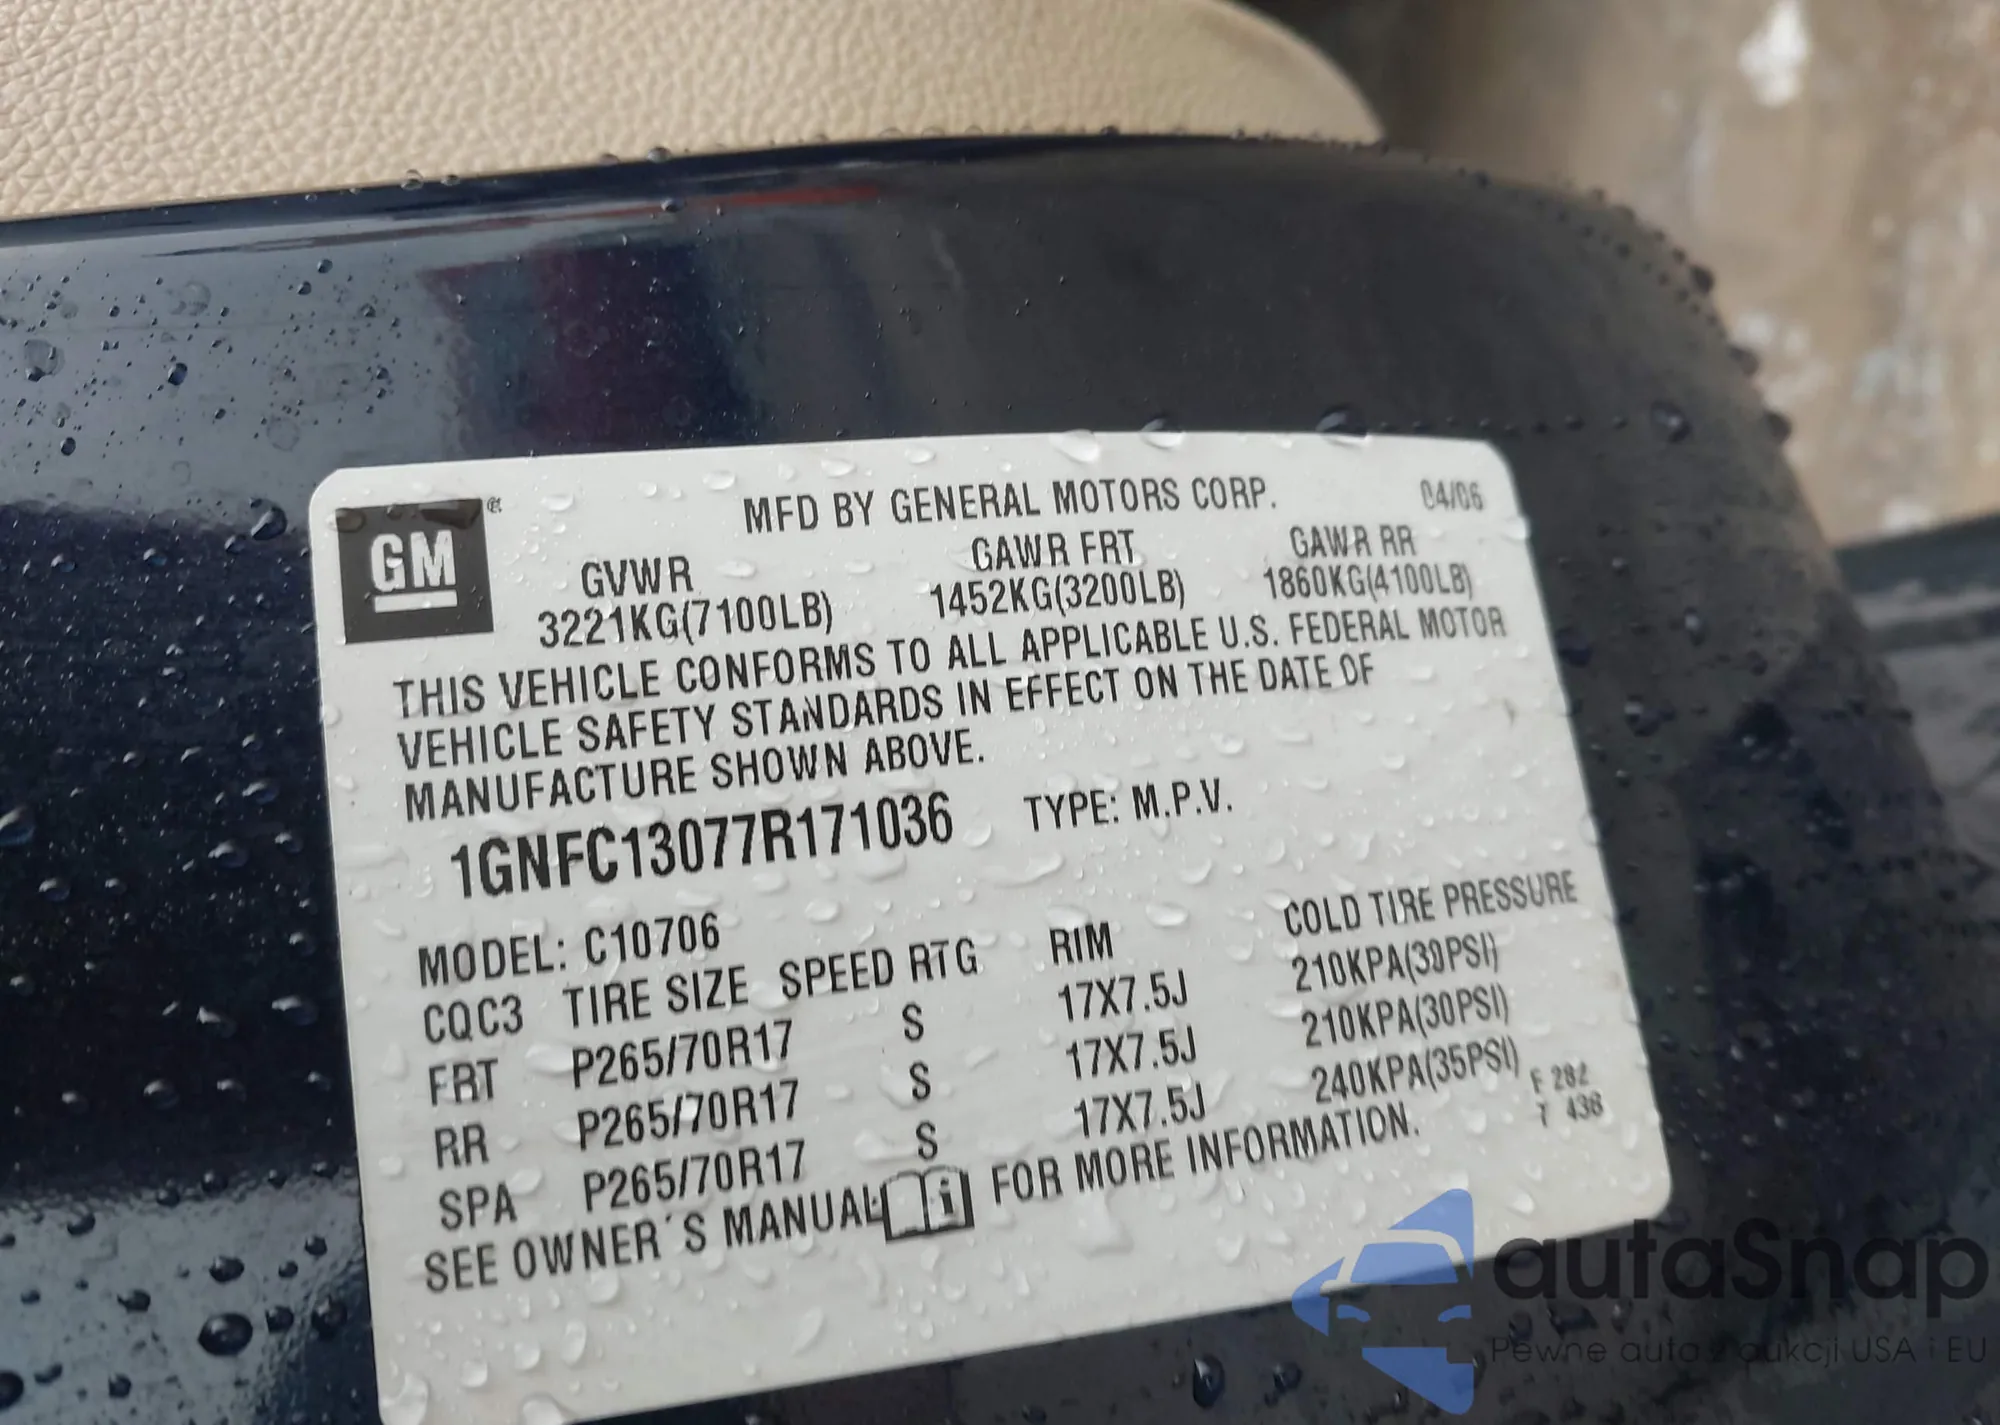 MFD BY GENERAL MOTORS CORP. 04/06
GM
GVWR GAWR FRT GAWR RR
3221KG(7100LB) 1452KG(3200LB) 1860KG(4100LB)
THIS VEHICLE CONFORMS TO ALL APPLICABLE U.S. FEDERAL MOTOR
VEHICLE SAFETY STANDARDS IN EFFECT ON THE DATE OF
MANUFACTURE SHOWN ABOVE.
1GNFC13077R171036 TYPE: M.P.V.
MODEL: C10706
CQC3 TIRE SIZE SPEED RTG RIM COLD TIRE PRESSURE
FRT P265/70R17 S 17X7.5J 210KPA(30PSI)
RR P265/70R17 S 17X7.5J 210KPA(30PSI)
SPA P265/70R17 S 17X7.5J 240KPA(35PSI)
F 282
T 436
SEE OWNER´S MANUAL i FOR MORE INFORMATION.
autaSnap
Pewne auta z aukcji USA i EU